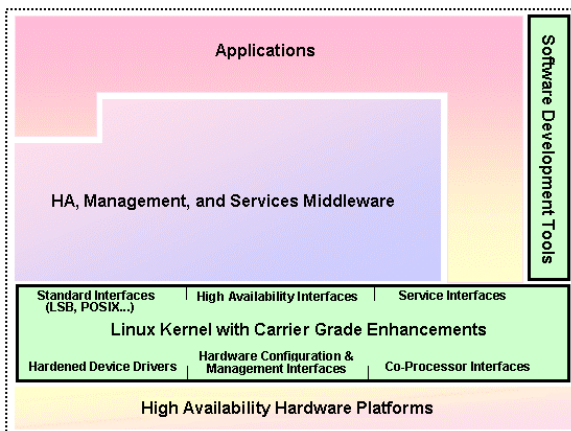 Applications
Software Development Tools
HA, Management, and Services Middleware
Standard Interfaces
(LSB, POSIX...)
High Availability Interfaces
Service Interfaces
Linux Kernel with Carrier Grade Enhancements
Hardened Device Drivers
Hardware Configuration &
Management Interfaces
Co-Processor Interfaces
High Availability Hardware Platforms